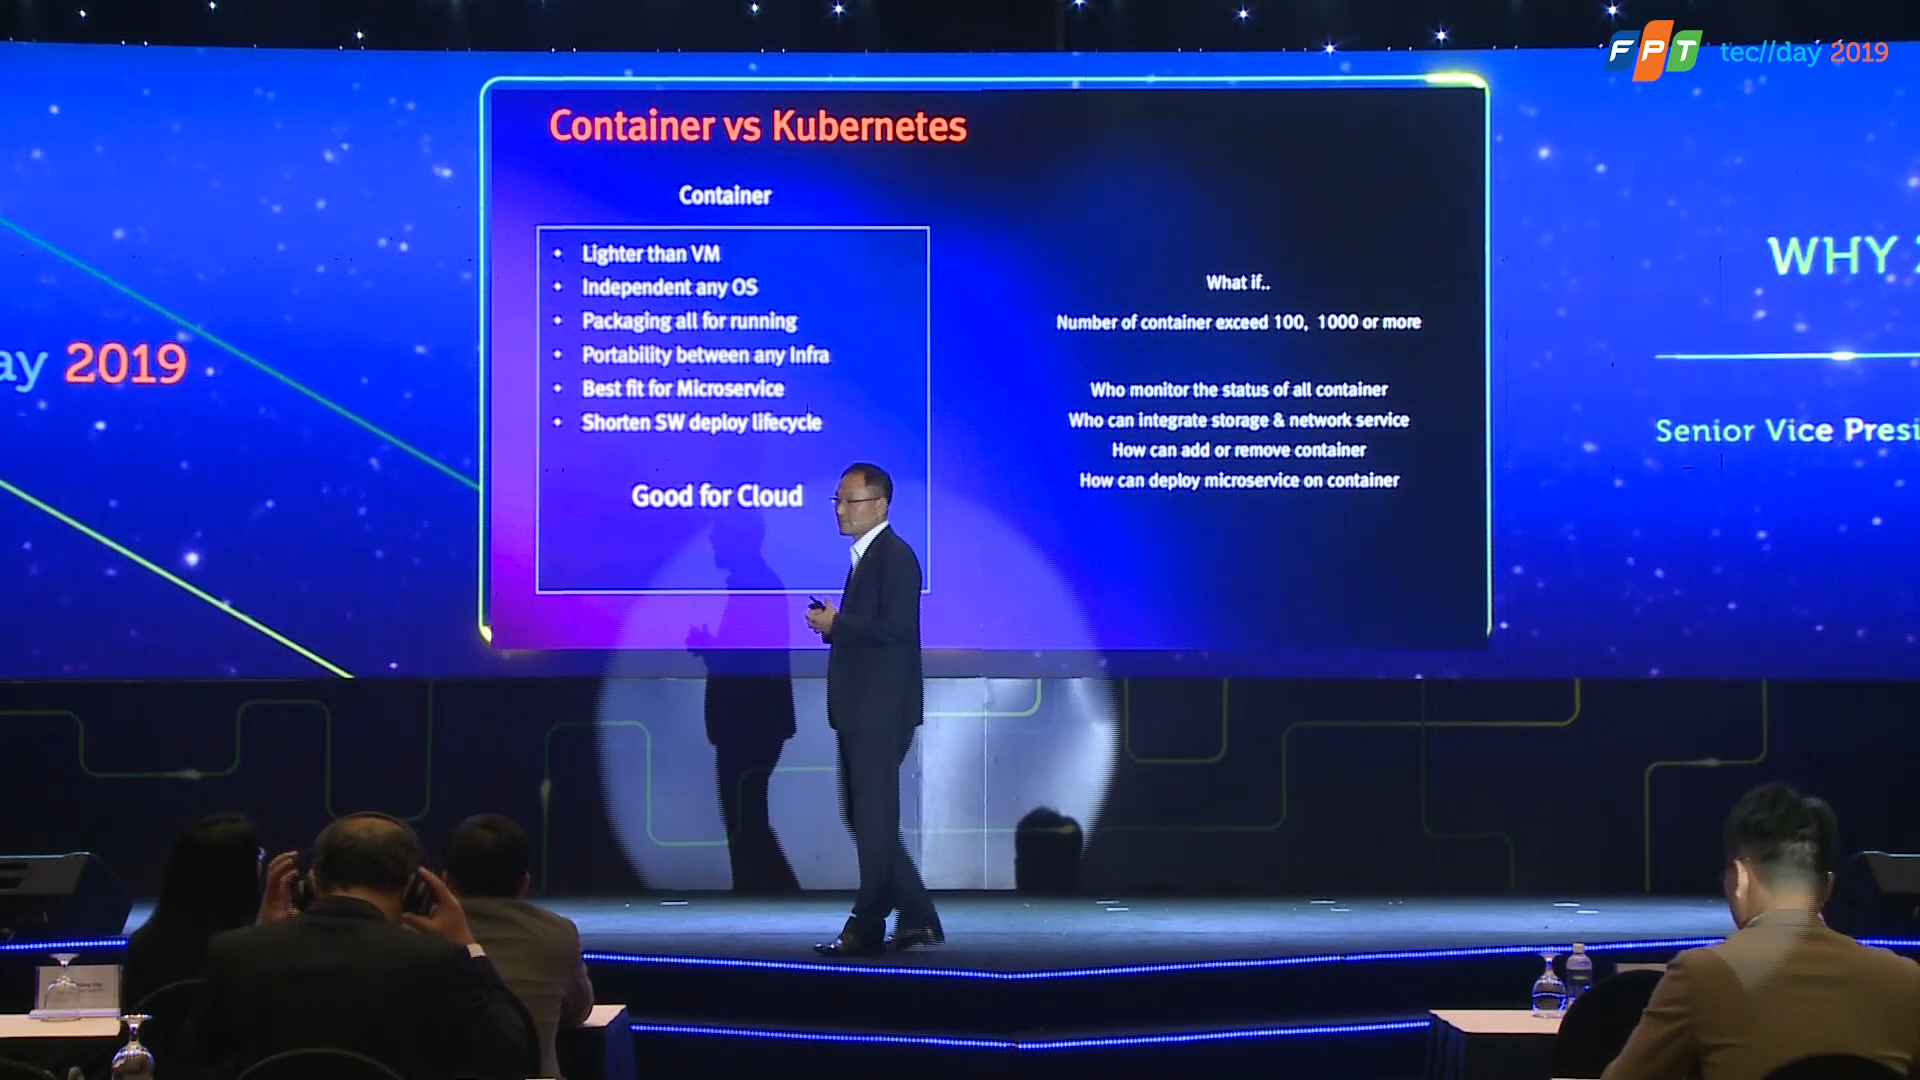 FPT tec//day 2019
Container vs Kubernetes
Container
• Lighter than VM
• Independent any OS
• Packaging all for running
• Portability between any Infra
• Best fit for Microservice
• Shorten SW deploy lifecycle
Good for Cloud
What if..
Number of container exceed 100, 1000 or more
Who monitor the status of all container
Who can integrate storage & network service
How can add or remove container
How can deploy microservice on container
ay 2019
WHY
Senior Vice Presi